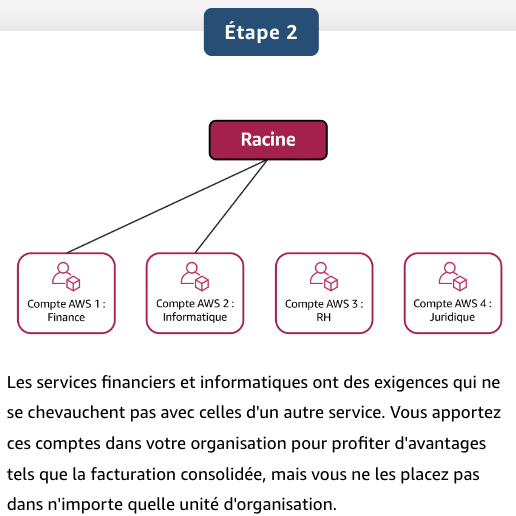 Étape 2
Racine
Compte AWS 1 :
Finance
Compte AWS 2 :
Informatique
Compte AWS 3 :
RH
Compte AWS 4 :
Juridique
Les services financiers et informatiques ont des exigences qui ne
se chevauchent pas avec celles d'un autre service. Vous apportez
ces comptes dans votre organisation pour profiter d'avantages
tels que la facturation consolidée, mais vous ne les placez pas
dans n'importe quelle unité d'organisation.